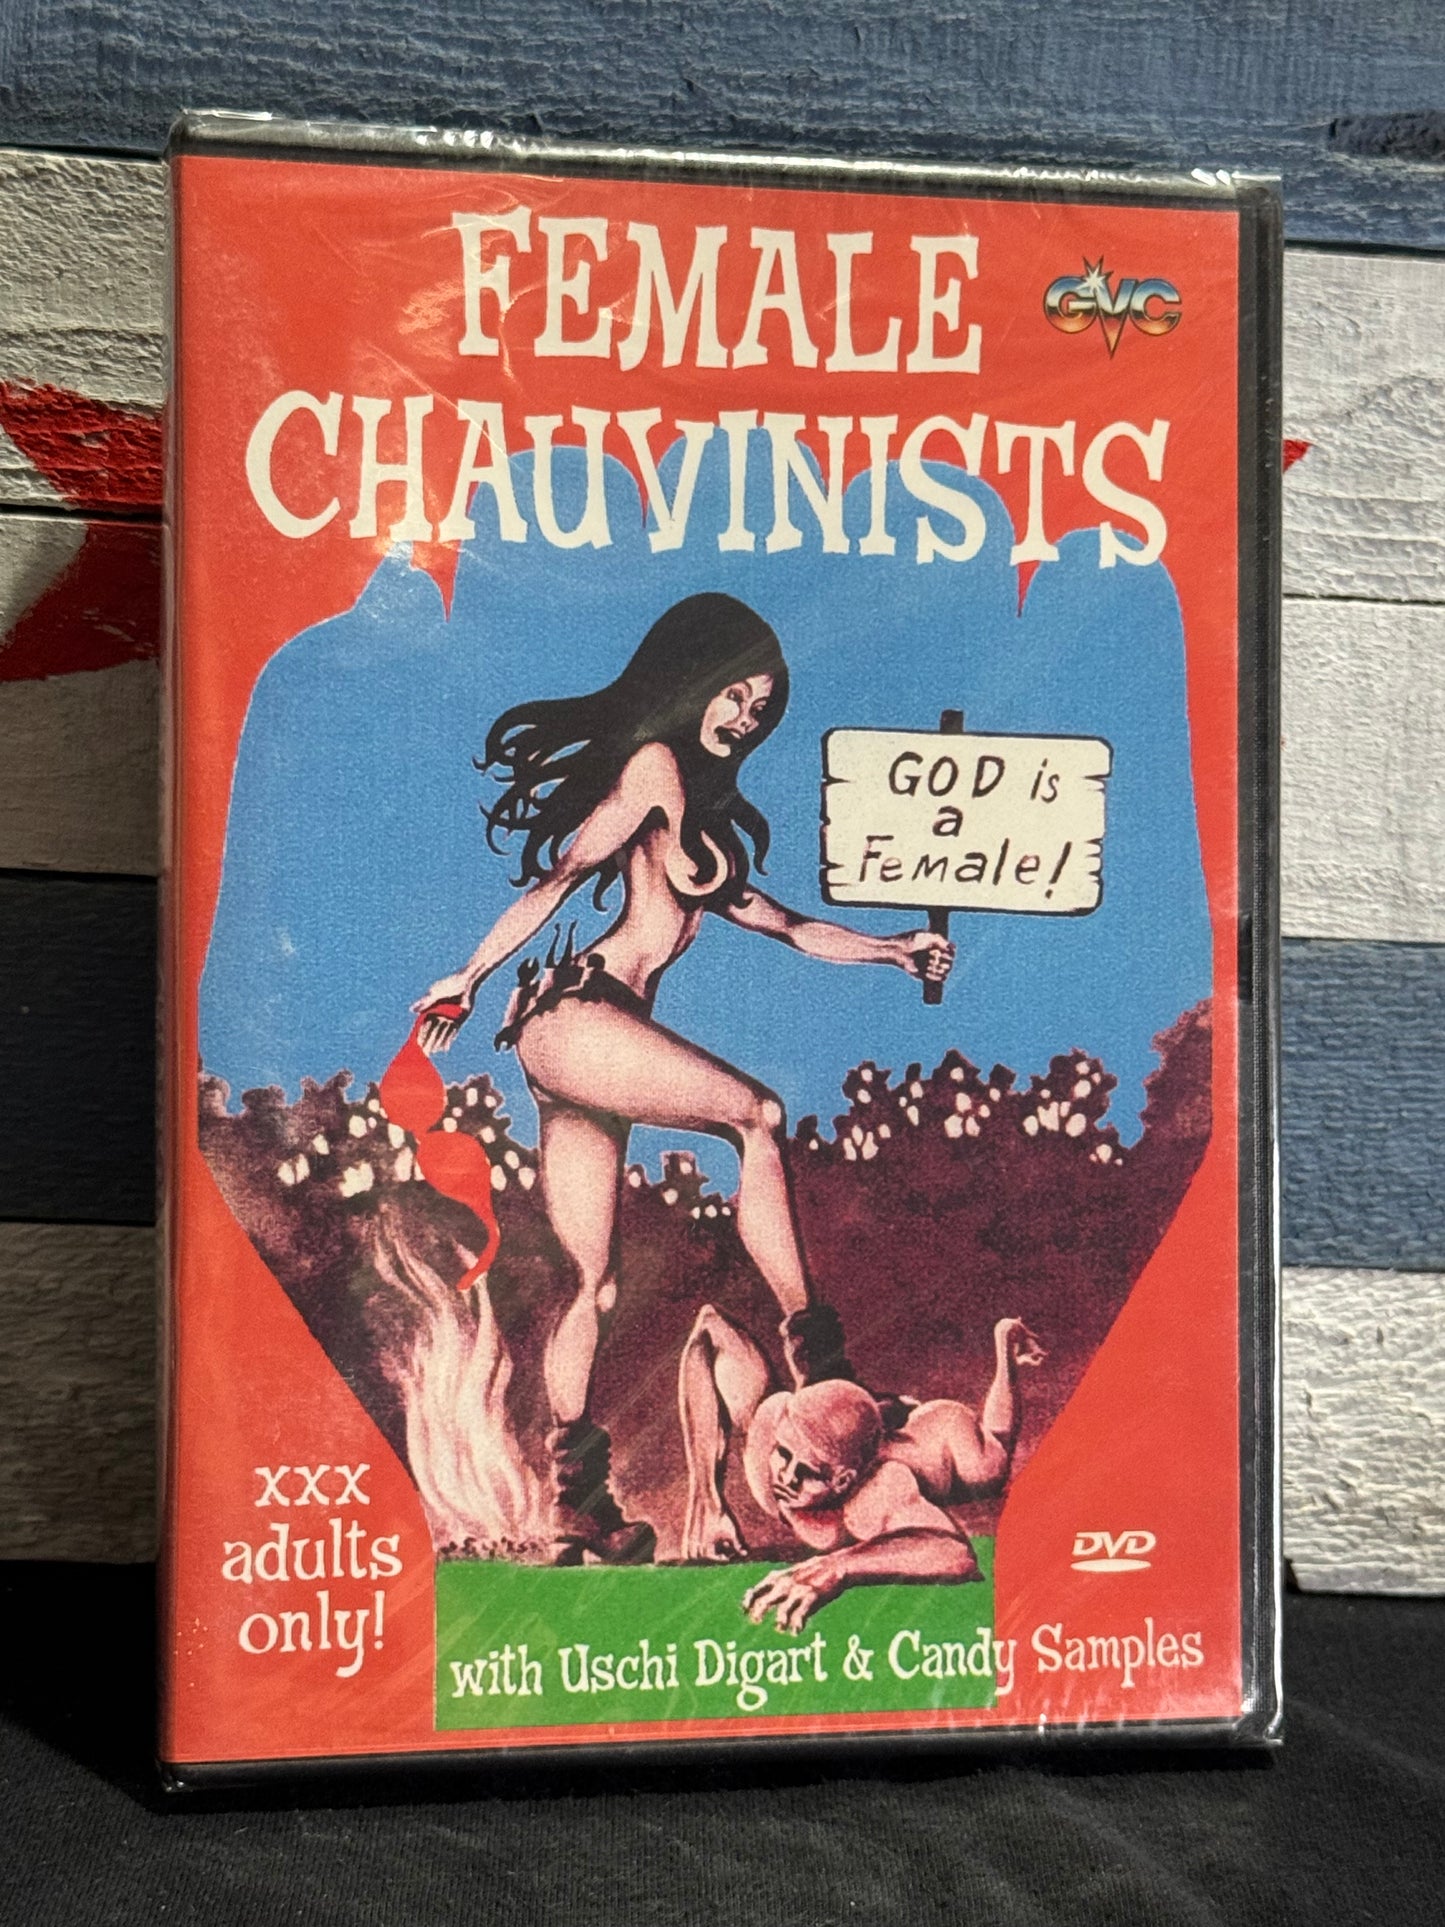 FEMALE
GVC
CHAUVINISTS
GOD is
a
Female!
XXX
adults
only!
DVD
with Uschi Digart & Candy Samples